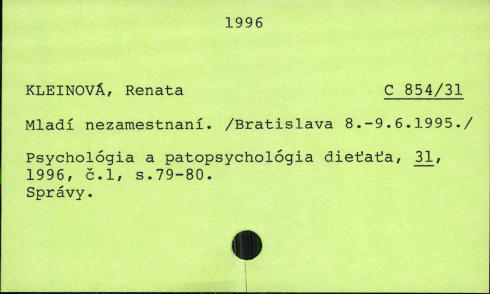 1996
KLEINOVÁ, Renata C 854/31
Mladí nezamestnaní. /Bratislava 8.-9.6.1995./
Psychológia a patopsychológia dieťaťa, 31,
1996, č.1, s.79-80.
Správy.